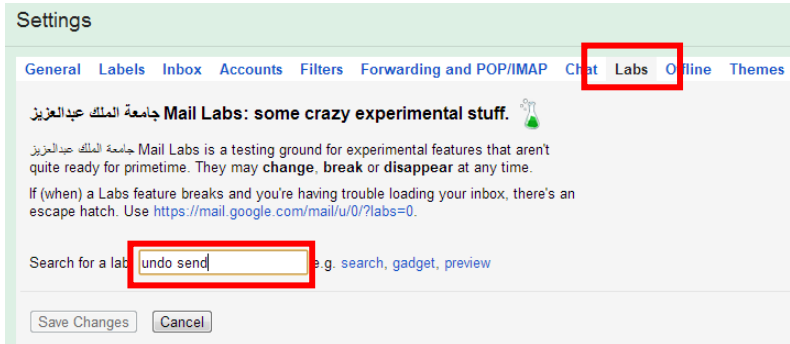 Settings
General Labels Inbox Accounts Filters Forwarding and POP/IMAP Chat Labs Offline Themes
جامعة الملك عبدالعزيز Mail Labs: some crazy experimental stuff.
جامعة الملك عبدالعزيز Mail Labs is a testing ground for experimental features that aren't
quite ready for primetime. They may change, break or disappear at any time.
If (when) a Labs feature breaks and you're having trouble loading your inbox, there's an
escape hatch. Use https://mail.google.com/mail/u/0/?labs=0.
Search for a lab: undo send e.g. search, gadget, preview
Save Changes Cancel